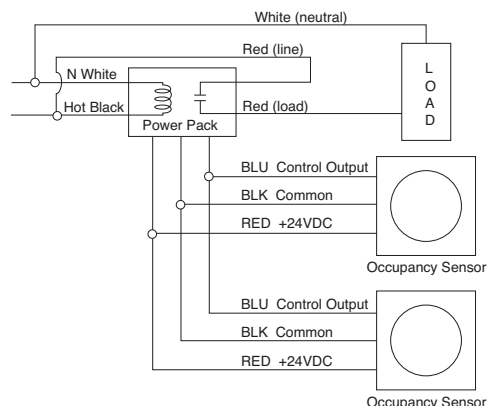 White (neutral)
Red (line)
N White
Hot Black
Red (load)
LOAD
Power Pack
BLU Control Output
BLK Common
RED +24VDC
Occupancy Sensor
BLU Control Output
BLK Common
RED +24VDC
Occupancy Sensor